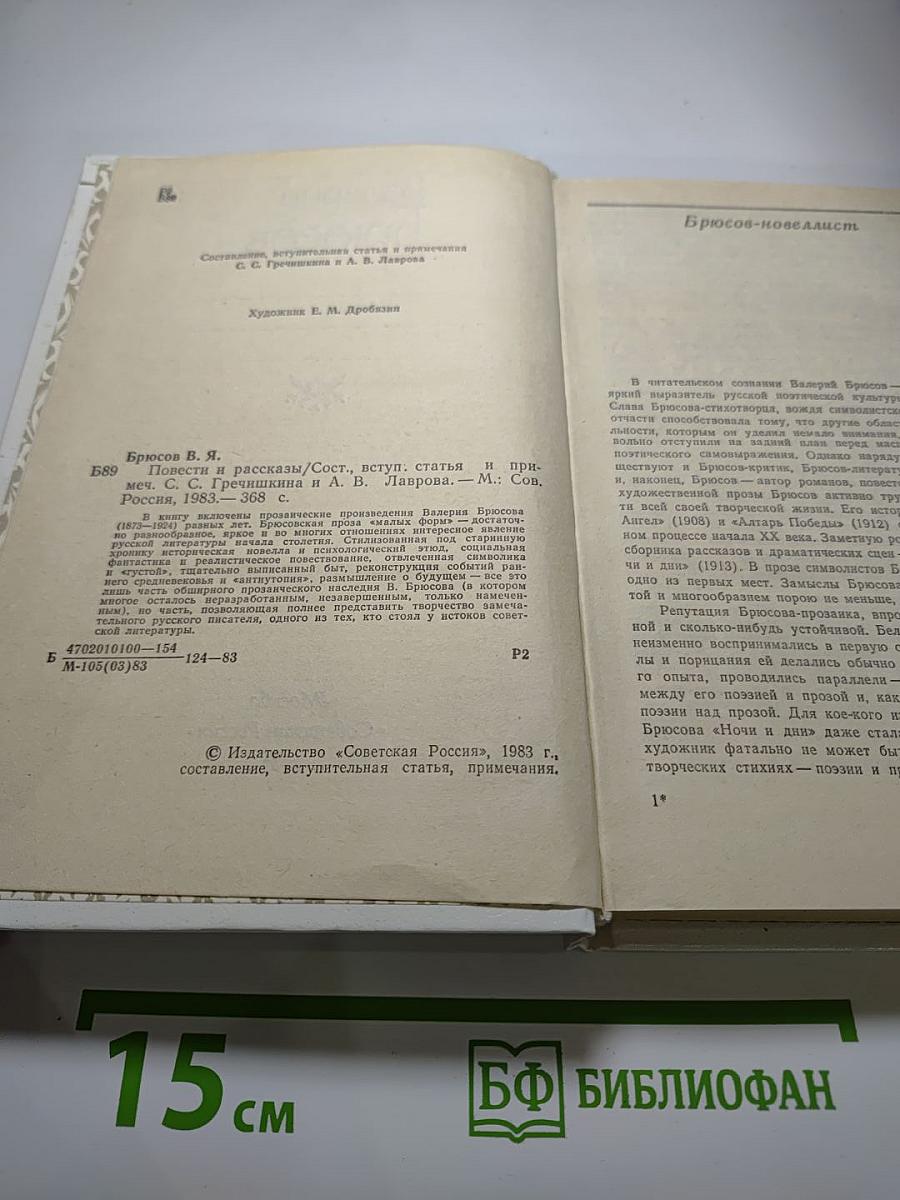 Составление, вступительная статья и примечания
С. С. Гречишкина и А. В. Лаврова
Художник Е. М. Дробязин
Брюсов В. Я.
Б89 Повести и рассказы/Сост., вступ. статья и при-
меч. С. С. Гречишкина и А. В. Лаврова. — М.: Сов.
Россия, 1983.— 368 с.
В книгу включены прозаические произведения Валерия Брюсова
(1873—1924) разных лет. Брюсовская проза «малых форм» — достаточ-
но разнообразное, яркое и во многих отношениях интересное явление
русской литературы начала столетия. Стилизованная под старинную
хронику историческая новелла и психологический этюд, социальная
фантастика и реалистическое повествование, отвлеченная символика
и «густой», тщательно выписанный быт, реконструкция событий ран-
него средневековья и «антиутопия», размышление о будущем — все это
лишь часть обширного прозаического наследия В. Брюсова (в котором
многое осталось неразработанным, незавершенным, только намечен-
ным), но часть, позволяющая полнее представить творчество замеча-
тельного русского писателя, одного из тех, кто стоял у истоков совет-
ской литературы.
Б 4702010100—154
М-105(03)83 124—83 Р2
© Издательство «Советская Россия», 1983 г.,
составление, вступительная статья, примечания.
Брюсов-новеллист
В читательском сознании Валерий Брюсов —
яркий выразитель русской поэтической культуры
Слава Брюсова-стихотворца, вождя символистск
отчасти способствовала тому, что другие облас
льности, которым он уделил немало внимания,
вольно отступили на задний план перед мас
поэтического самовыражения. Однако наряду
ществуют и Брюсов-критик, Брюсов-литерату
и, наконец, Брюсов — автор романов, повесте
художественной прозы Брюсов активно тру
ти всей своей творческой жизни. Его истор
Ангел» (1908) и «Алтарь Победы» (1912)
ном процессе начала XX века. Заметную ро
сборника рассказов и драматических сцен
чи и дни» (1913). В прозе символистов Б
одно из первых мест. Замыслы Брюсова
той и многообразием порою не меньше,
Репутация Брюсова-прозаика, впро
ной и сколько-нибудь устойчивой. Бел
неизменно воспринимались в первую о
лы и порицания ей делались обычно
го опыта, проводились параллели —
между его поэзией и прозой и, как
поэзии над прозой. Для кое-кого из
Брюсова «Ночи и дни» даже стала
художник фатально не может быт
творческих стихиях — поэзии и пр
1*
15 см
БФ БИБЛИОФАН